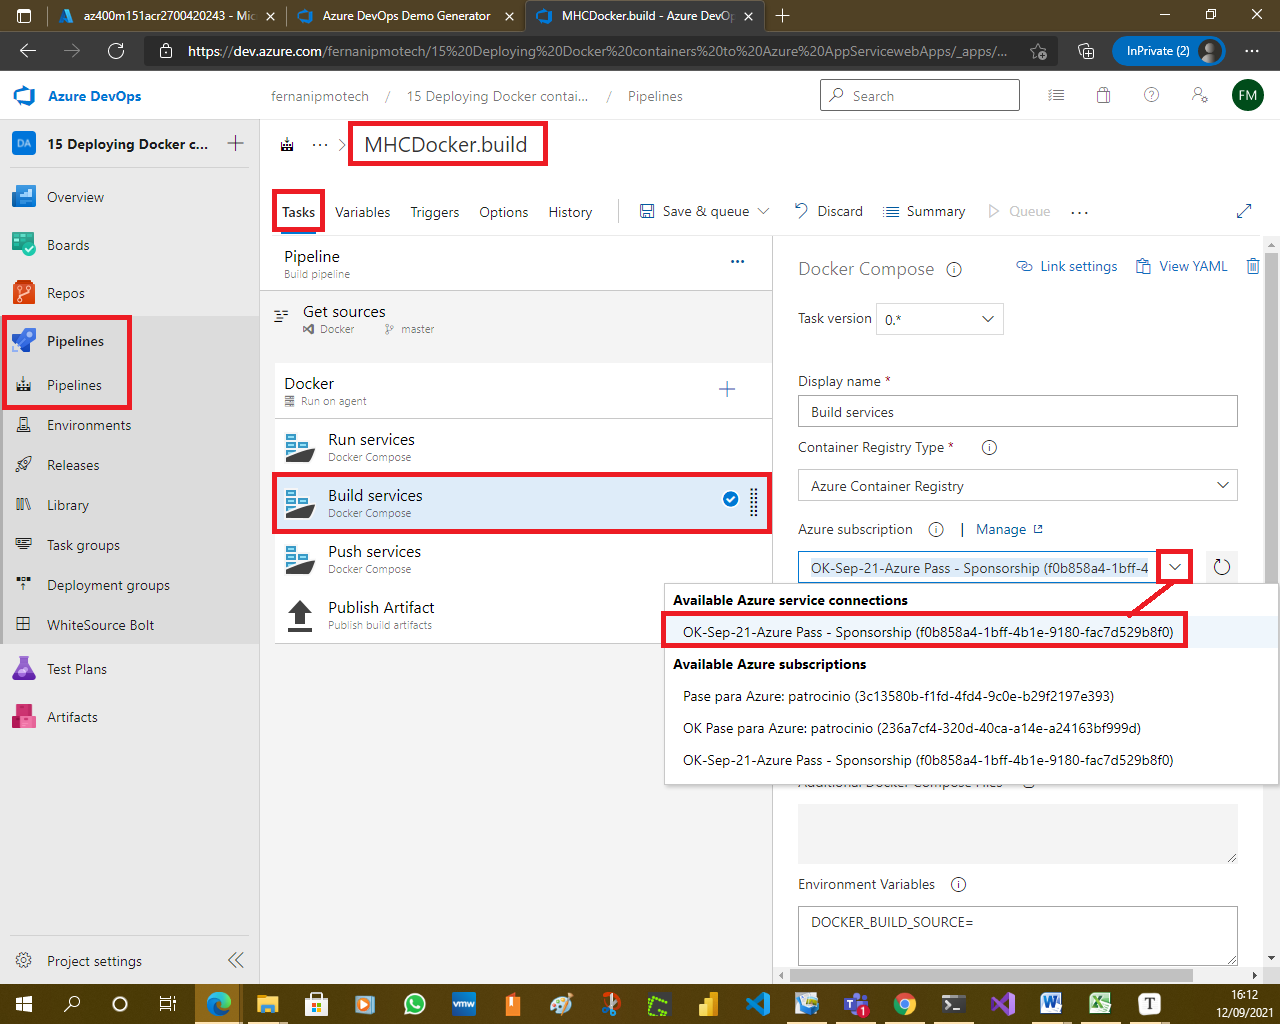 az400m151acr2700420243 - Mic
Azure DevOps Demo Generator
MHCDocker.build - Azure DevOp
https://dev.azure.com/fernanipmotech/15%20Deploying%20Docker%20containers%20to%20Azure%20AppServicewebApps/_apps/...
InPrivate (2)
Azure DevOps
fernanipmotech / 15 Deploying Docker contai... / Pipelines
Search
FM
DA
15 Deploying Docker c...
MHCDocker.build
Overview
Boards
Repos
Pipelines
Pipelines
Environments
Releases
Library
Task groups
Deployment groups
WhiteSource Bolt
Test Plans
Artifacts
Project settings
Tasks
Variables
Triggers
Options
History
Save & queue
Discard
Summary
Queue
Pipeline
Build pipeline
Get sources
Docker
master
Docker
Run on agent
Run services
Docker Compose
Build services
Docker Compose
Push services
Docker Compose
Publish Artifact
Publish build artifacts
Docker Compose
Link settings
View YAML
Task version
0.*
Display name *
Build services
Container Registry Type *
Azure Container Registry
Azure subscription | Manage
OK-Sep-21-Azure Pass - Sponsorship (f0b858a4-1bff-4
Available Azure service connections
OK-Sep-21-Azure Pass - Sponsorship (f0b858a4-1bff-4b1e-9180-fac7d529b8f0)
Available Azure subscriptions
Pase para Azure: patrocinio (3c13580b-f1fd-4fd4-9c0e-b29f2197e393)
OK Pase para Azure: patrocinio (236a7cf4-320d-40ca-a14e-a24163bf999d)
OK-Sep-21-Azure Pass - Sponsorship (f0b858a4-1bff-4b1e-9180-fac7d529b8f0)
Additional Docker Compose Files
Environment Variables
DOCKER_BUILD_SOURCE=
vmw
1
T
16:12
12/09/2021